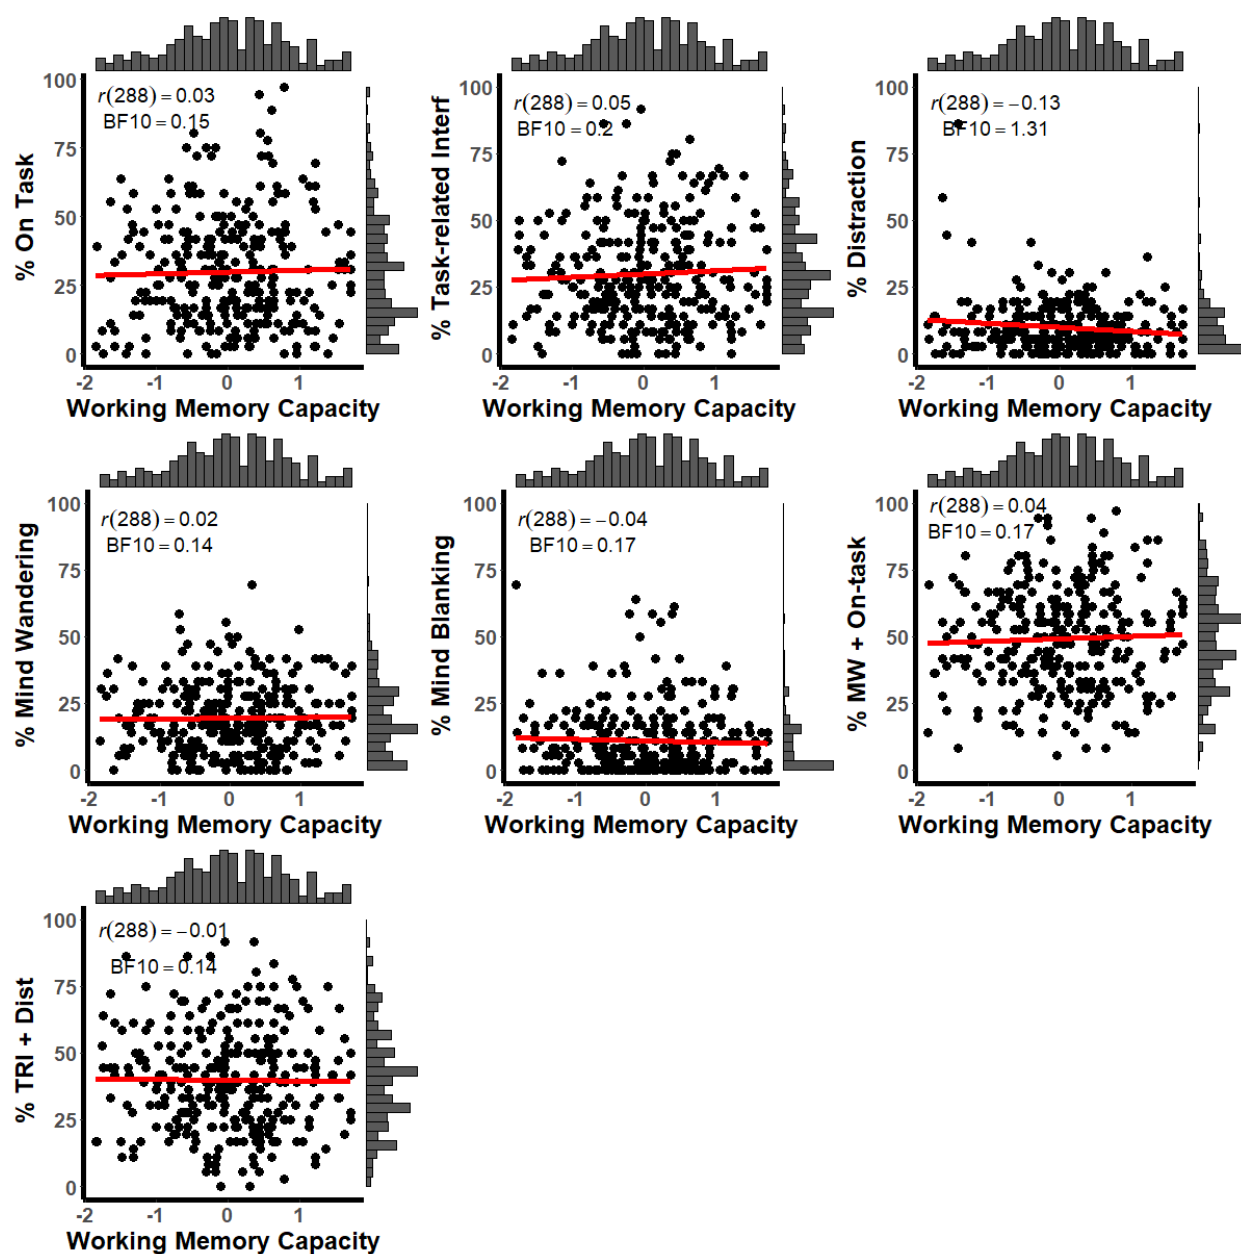 r(288) = 0.03
BF10 = 0.15
% On Task
100
75
50
25
0
-2 -1 0 1
Working Memory Capacity
r(288) = 0.05
BF10 = 0.2
% Task-related Interf
100
75
50
25
0
-2 -1 0 1
Working Memory Capacity
r(288) = −0.13
BF10 = 1.31
% Distraction
100
75
50
25
0
-2 -1 0 1
Working Memory Capacity
r(288) = 0.02
BF10 = 0.14
% Mind Wandering
100
75
50
25
0
-2 -1 0 1
Working Memory Capacity
r(288) = −0.04
BF10 = 0.17
% Mind Blanking
100
75
50
25
0
-2 -1 0 1
Working Memory Capacity
r(288) = 0.04
BF10 = 0.17
% MW + On-task
100
75
50
25
0
-2 -1 0 1
Working Memory Capacity
r(288) = −0.01
BF10 = 0.14
% TRI + Dist
100
75
50
25
0
-2 -1 0 1
Working Memory Capacity